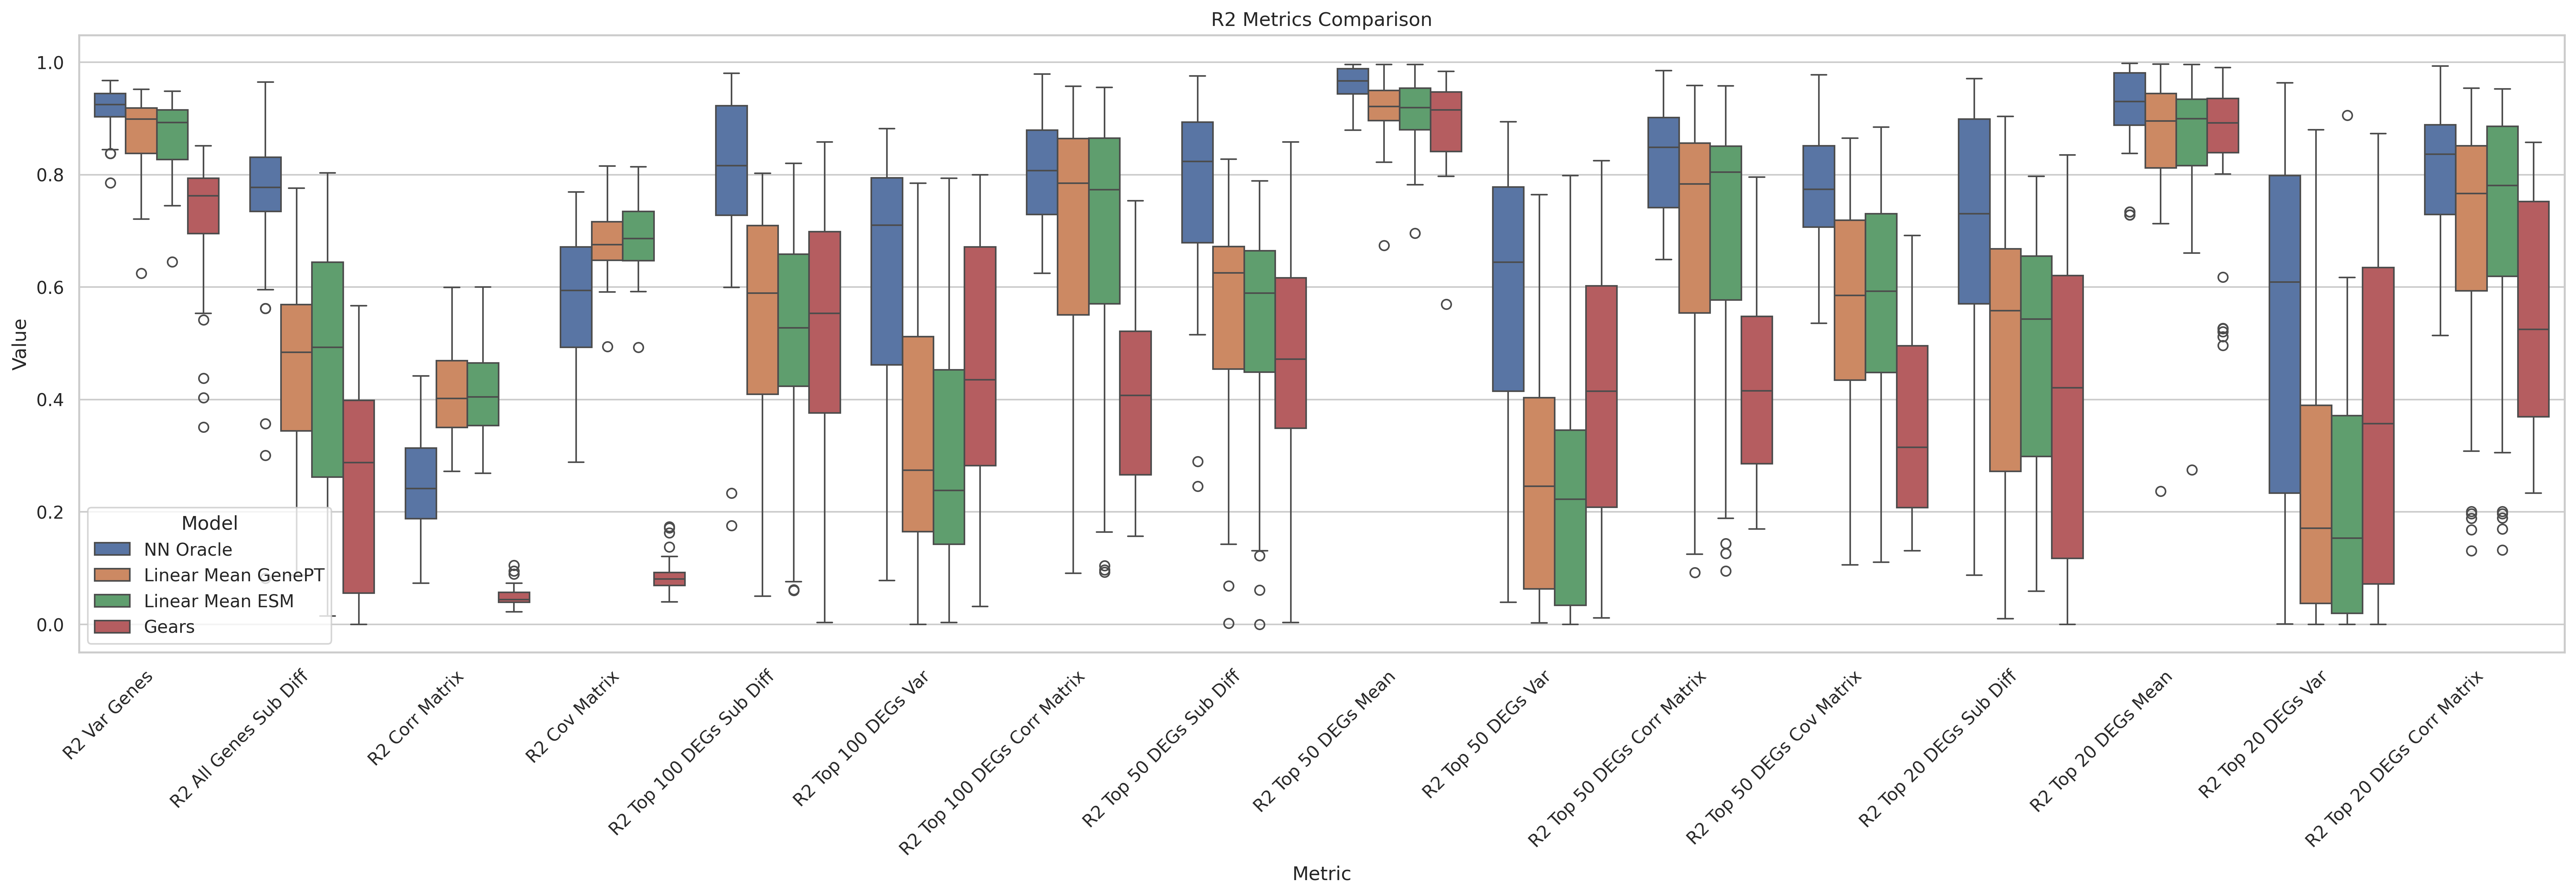 R2 Metrics Comparison
Value
1.0
0.8
0.6
0.4
0.2
0.0
Model
NN Oracle
Linear Mean GenePT
Linear Mean ESM
Gears
R2 Var Genes
R2 All Genes Sub Diff
R2 Corr Matrix
R2 Cov Matrix
R2 Top 100 DEGs Sub Diff
R2 Top 100 DEGs Var
R2 Top 100 DEGs Corr Matrix
R2 Top 50 DEGs Sub Diff
R2 Top 50 DEGs Mean
R2 Top 50 DEGs Var
R2 Top 50 DEGs Corr Matrix
R2 Top 50 DEGs Cov Matrix
R2 Top 20 DEGs Sub Diff
R2 Top 20 DEGs Mean
R2 Top 20 DEGs Var
R2 Top 20 DEGs Corr Matrix
Metric